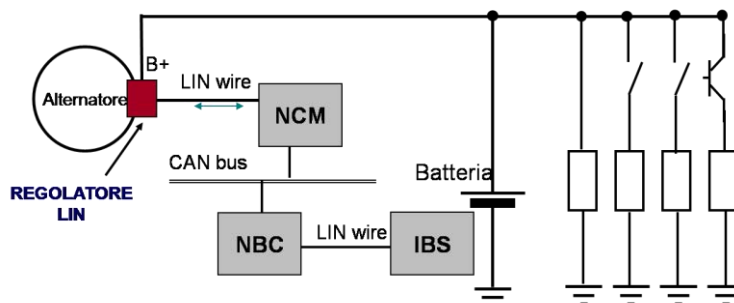 B+
Alternatore
LIN wire
NCM
REGOLATORE
LIN
CAN bus
NBC
LIN wire
IBS
Batteria